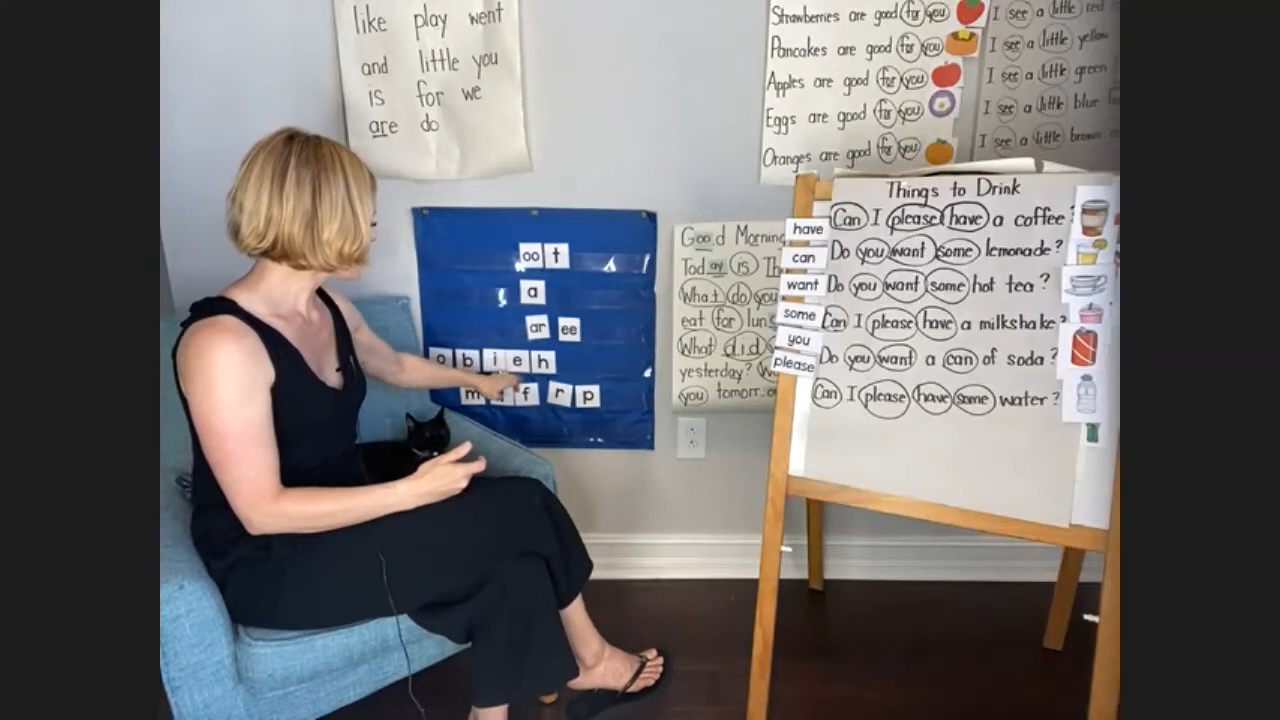 like play went
and little you
is for we
are do
Strawberries are good for you
Pancakes are good for you
Apples are good for you
Eggs are good for you
Oranges are good for you
I see a little red
I see a little yellow
I see a little green
I see a little blue
I see a little brown
oo t
a
ar ee
o b i e h
m f r p
Good Morning
Today is
What do you
eat for
What did
yesterday?
you
have
can
want
some
you
please
Things to Drink
Can I please have a coffee?
Do you want some lemonade?
Do you want some hot tea?
Can I please have a milkshake?
Do you want a can of soda?
Can I please have some water?